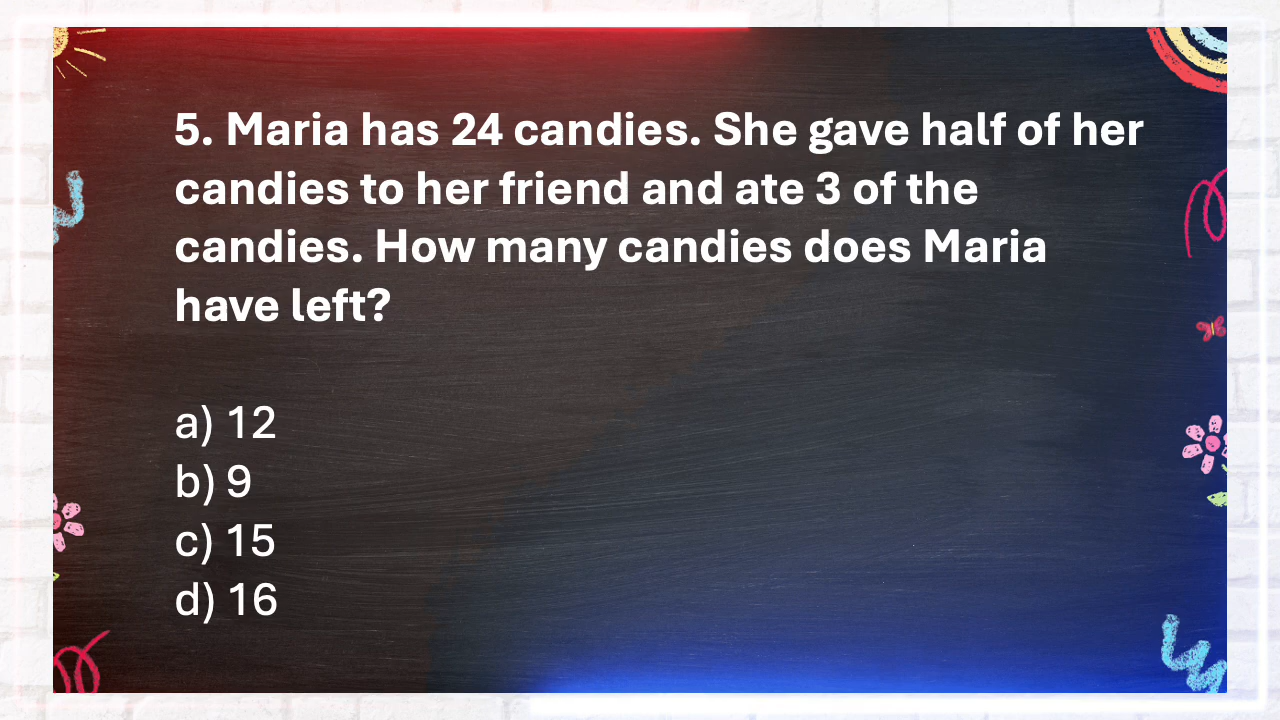 5. Maria has 24 candies. She gave half of her
candies to her friend and ate 3 of the
candies. How many candies does Maria
have left?
a) 12
b) 9
c) 15
d) 16